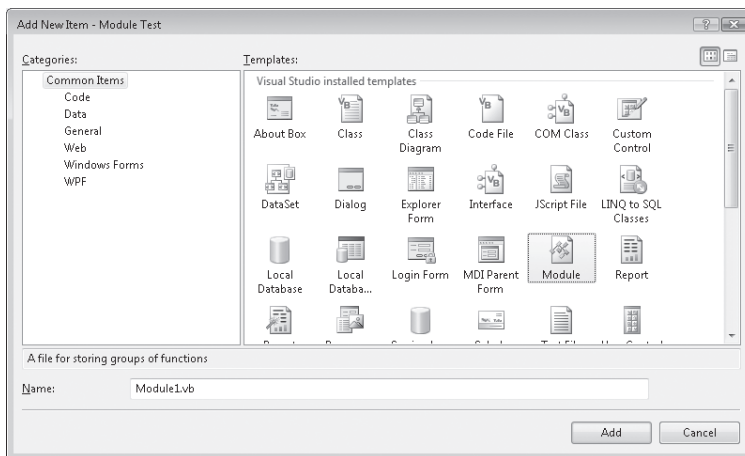 Add New Item - Module Test
Categories:
Common Items
Code
Data
General
Web
Windows Forms
WPF
Templates:
Visual Studio installed templates
About Box
Class
Class Diagram
Code File
COM Class
Custom Control
DataSet
Dialog
Explorer Form
Interface
JScript File
LINQ to SQL Classes
Local Database
Local Databa...
Login Form
MDI Parent Form
Module
Report
A file for storing groups of functions
Name:
Module1.vb
Add
Cancel